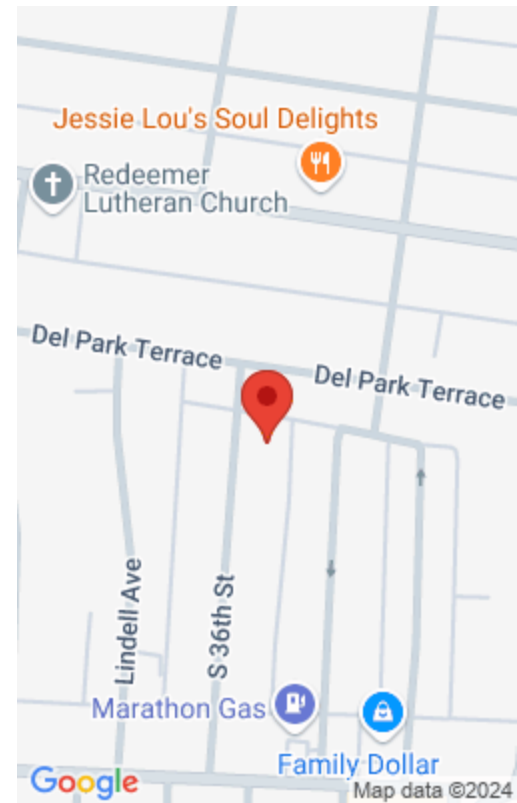 Jessie Lou's Soul Delights
Redeemer
Lutheran Church
Del Park Terrace
Del Park Terrace
Lindell Ave
S 36th St
Marathon Gas
Family Dollar
Google
Map data ©2024